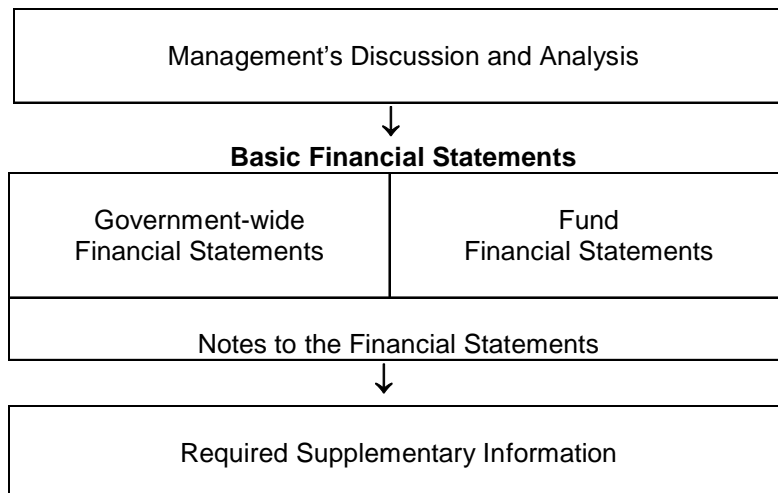 Management’s Discussion and Analysis
Basic Financial Statements
Government-wide
Financial Statements
Fund
Financial Statements
Notes to the Financial Statements
Required Supplementary Information